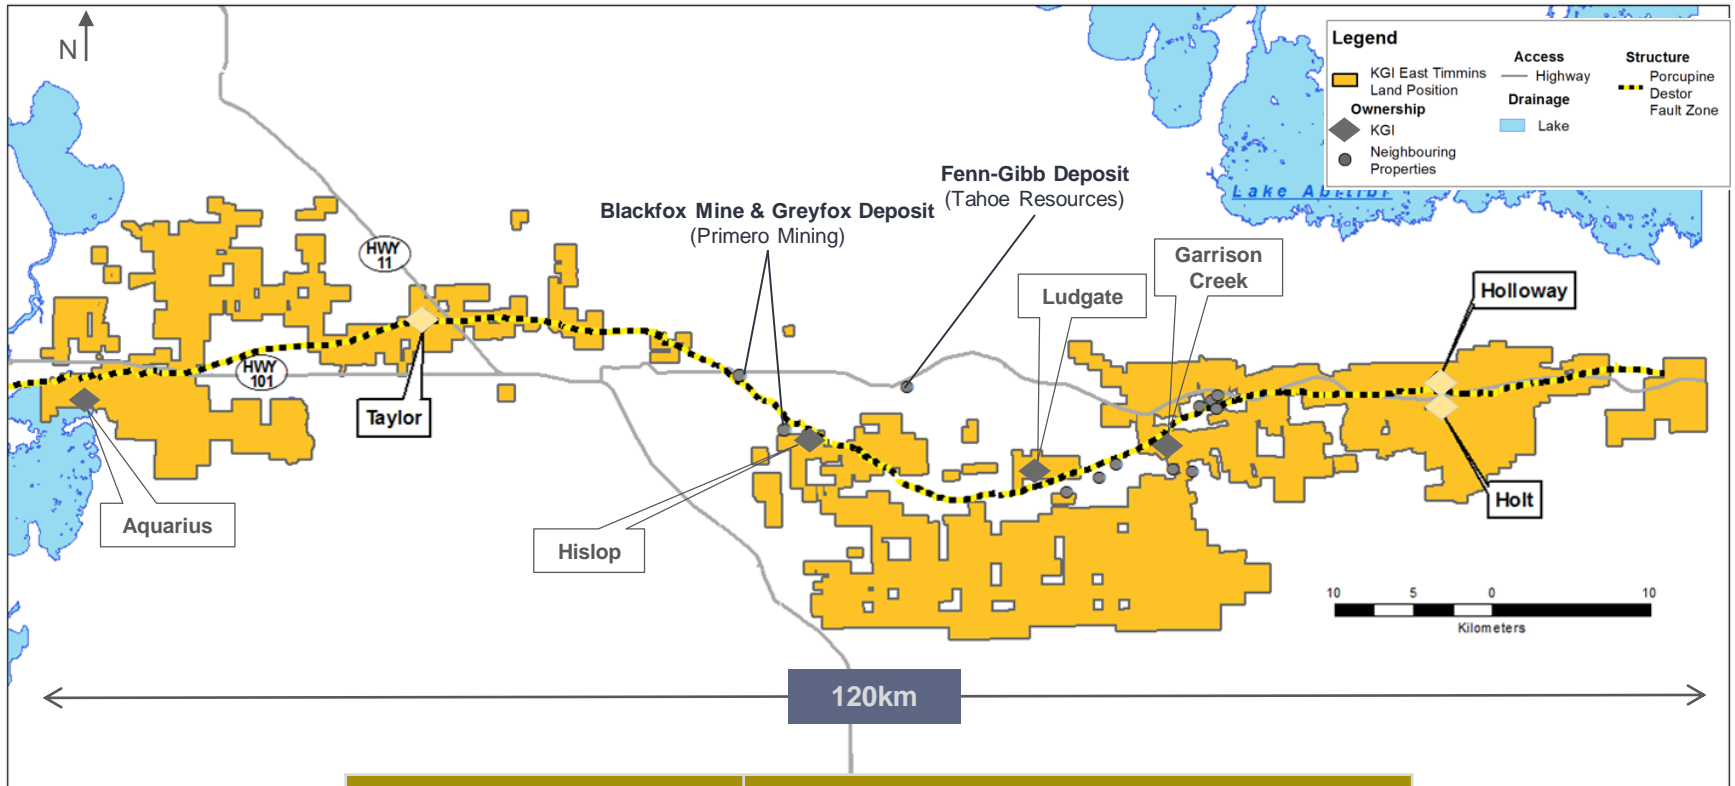 N
Legend
KGI East Timmins
Land Position
Ownership
KGI
Neighbouring
Properties
Access
Highway
Drainage
Lake
Structure
Porcupine
Destor
Fault Zone
Lake Abitibi
Fenn-Gibb Deposit
(Tahoe Resources)
Blackfox Mine & Greyfox Deposit
(Primero Mining)
HWY
11
Garrison
Creek
Ludgate
Holloway
HWY
101
Taylor
Aquarius
Hislop
Holt
10 5 0 10
Kilometers
120km